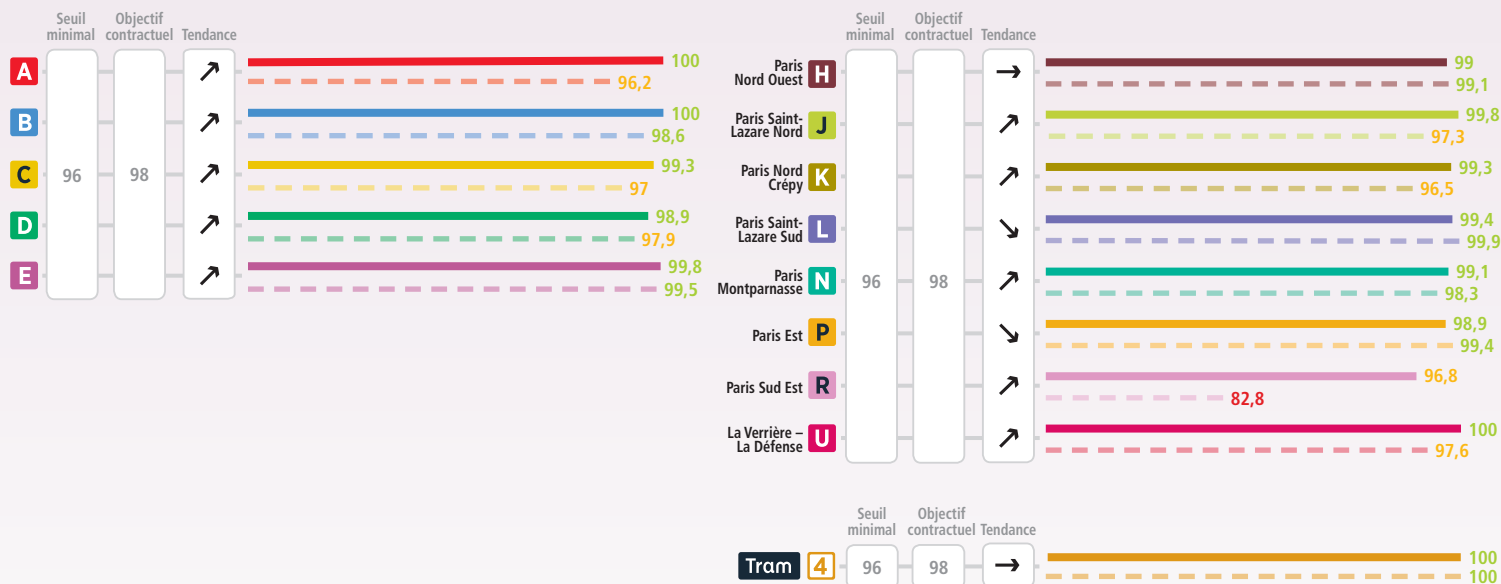 Seuil
minimal
Objectif
contractuel
Tendance
A
100
96,2
B
100
98,6
C
96
98
99,3
97
D
98,9
97,9
E
99,8
99,5
Seuil
minimal
Objectif
contractuel
Tendance
Paris
Nord Ouest
H
99
99,1
Paris Saint-
Lazare Nord
J
99,8
97,3
Paris Nord
Crépy
K
99,3
96,5
Paris Saint-
Lazare Sud
L
99,4
99,9
Paris
Montparnasse
N
96
98
99,1
98,3
Paris Est
P
98,9
99,4
Paris Sud Est
R
96,8
82,8
La Verrière –
La Défense
U
100
97,6
Seuil
minimal
Objectif
contractuel
Tendance
Tram 4
96
98
100
100